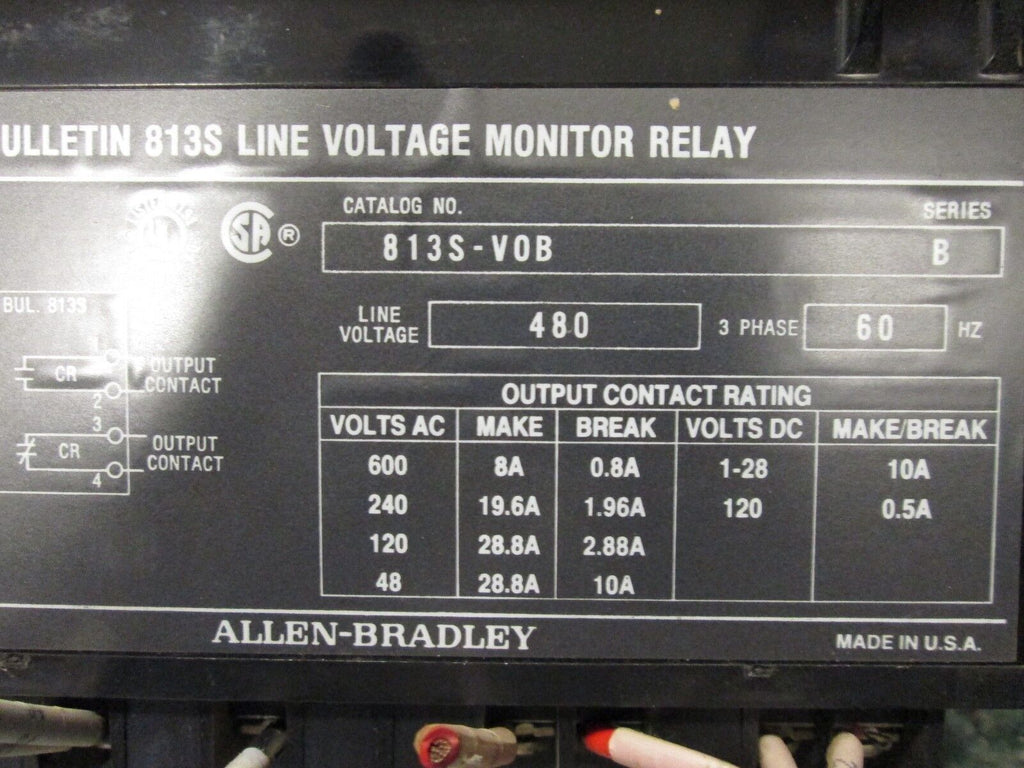 ULLETIN 813S LINE VOLTAGE MONITOR RELAY
CATALOG NO.
SERIES
SA ®
813S-VOB
B
BUL. 813S
LINE VOLTAGE
480
3 PHASE
60
HZ
1
OUTPUT CONTACT
CR
2
3
OUTPUT CONTACT
CR
4
OUTPUT CONTACT RATING
VOLTS AC MAKE BREAK VOLTS DC MAKE/BREAK
600 8A 0.8A 1-28 10A
240 19.6A 1.96A 120 0.5A
120 28.8A 2.88A
48 28.8A 10A
ALLEN-BRADLEY
MADE IN U.S.A.